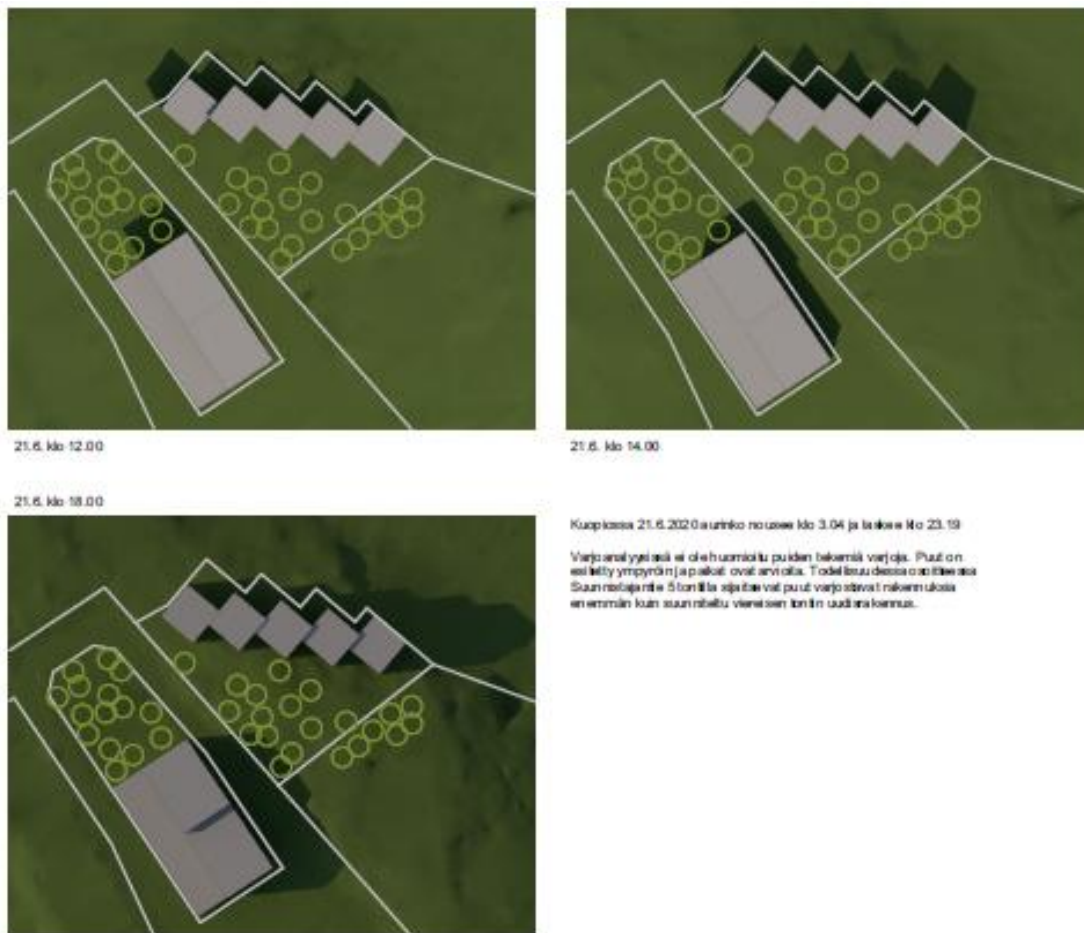 21.6. klo 12.00
21.6. klo 14.00
21.6. klo 18.00
Kuopiossa 21.6.2020 aurinko nousee klo 3.04 ja laskee klo 23.19
Varjoanalyysissä ei ole huomioitu puiden tekemiä varjoja. Puut on
esitetty ympyröin ja paikat ovat arvioita. Todellisuudessa osoitteessa
Suunnistajantie 5 tontilla sijaitsevat puut varjostavat rakennuksia
enemmän kuin suunniteltu viereisen tontin uudisrakennus.